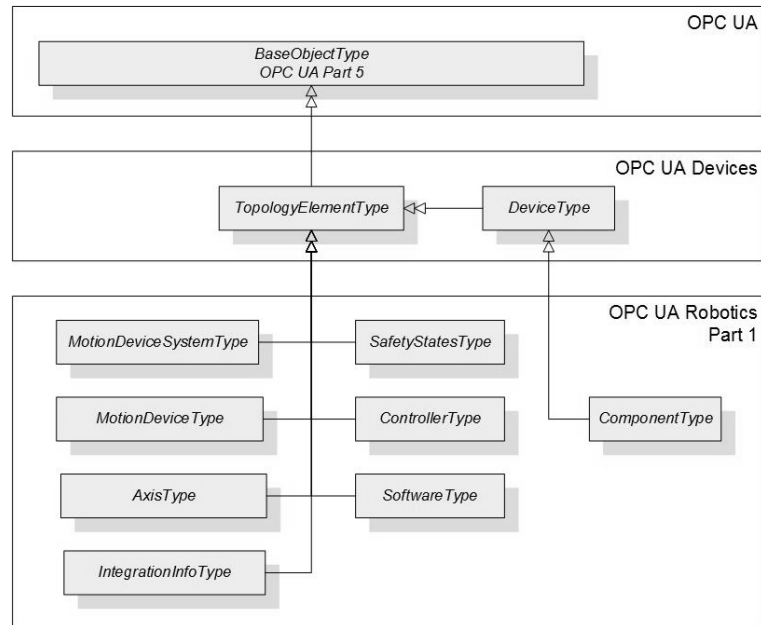 OPC UA
BaseObjectType
OPC UA Part 5
OPC UA Devices
TopologyElementType
DeviceType
OPC UA Robotics
Part 1
MotionDeviceSystemType
SafetyStatesType
MotionDeviceType
ControllerType
ComponentType
AxisType
SoftwareType
IntegrationInfoType